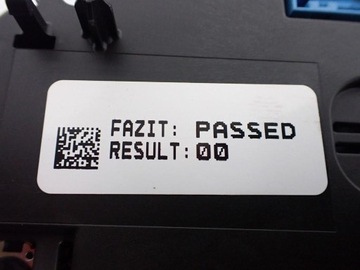 FAZIT: PASSED
RESULT: 00